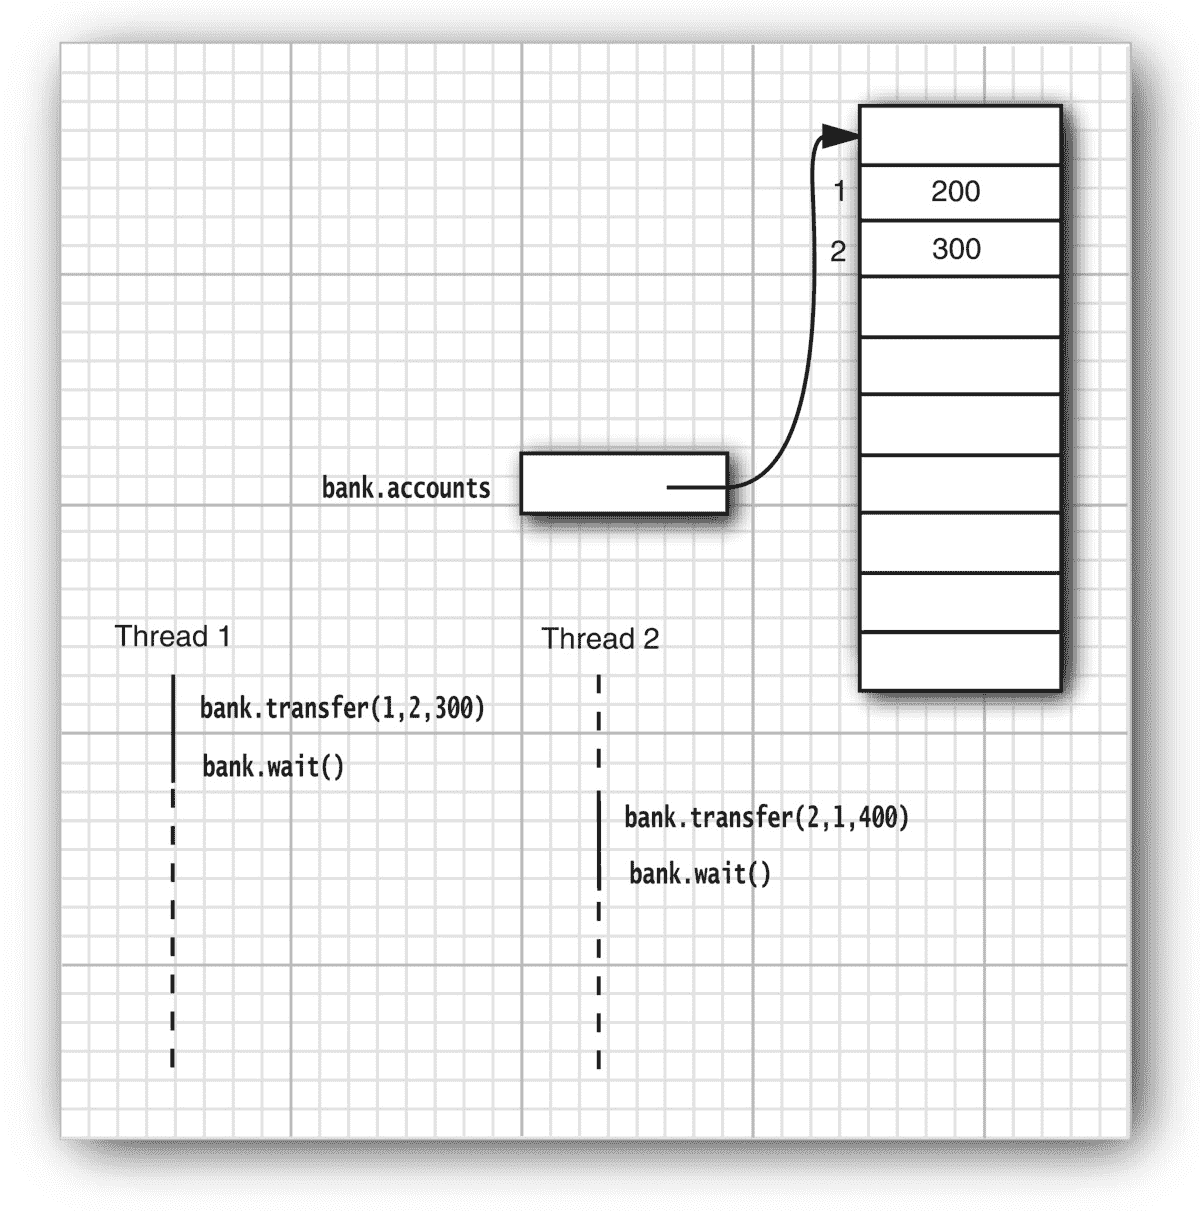 1 200
2 300
bank.accounts
Thread 1
Thread 2
bank.transfer(1,2,300)
bank.wait()
bank.transfer(2,1,400)
bank.wait()